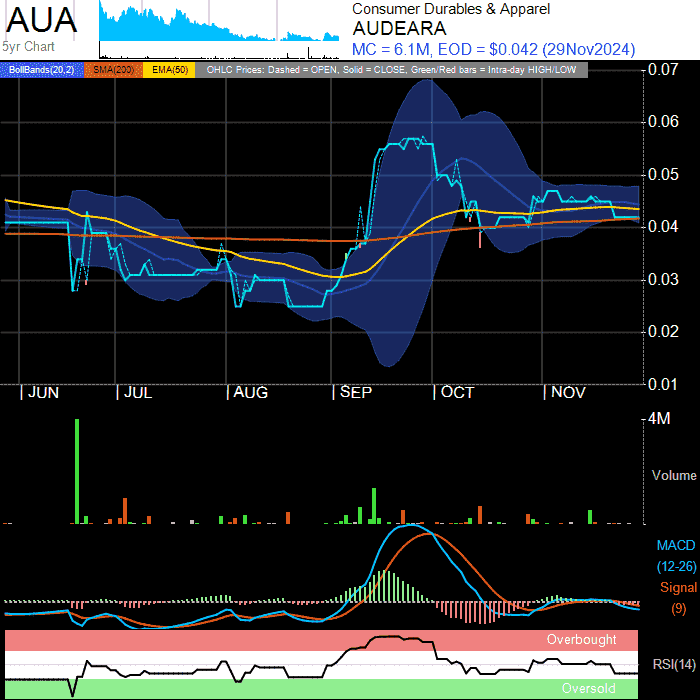 AUA
5yr Chart
Consumer Durables & Apparel
AUDEARA
MC = 6.1M, EOD = $0.042 (29Nov2024)
BollBands(20,2) SMA(200) EMA(50) OHLC Prices: Dashed = OPEN, Solid = CLOSE, Green/Red bars = Intra-day HIGH/LOW
0.07
0.06
0.05
0.04
0.03
0.02
0.01
JUN JUL AUG SEP OCT NOV
4M
Volume
MACD
(12-26)
Signal
(9)
Overbought
RSI(14)
Oversold